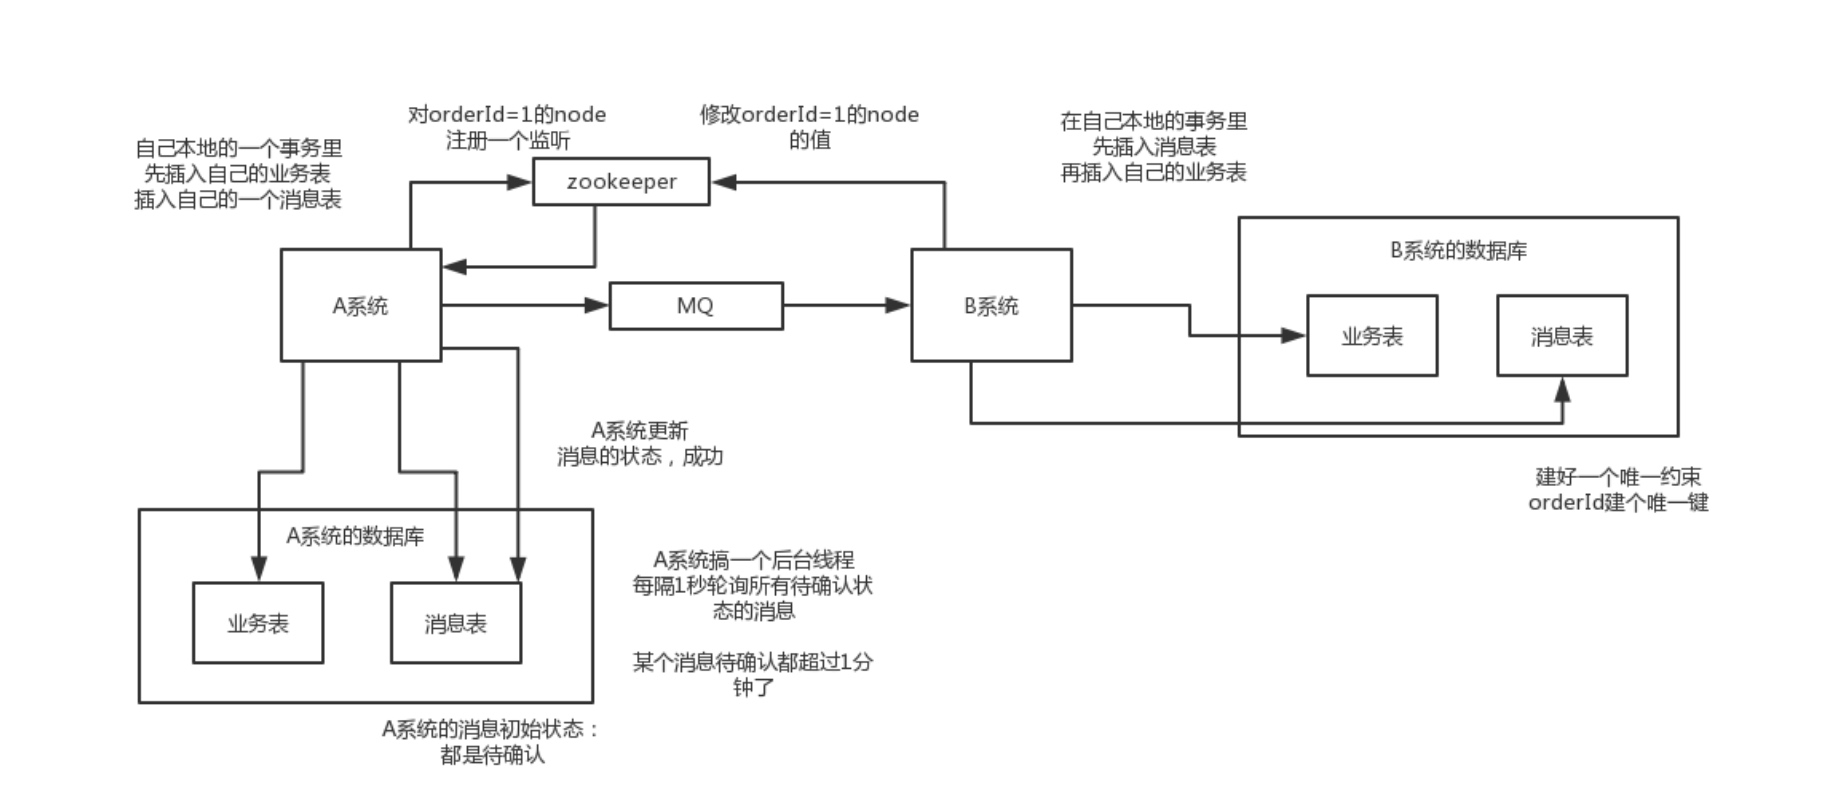 对orderId=1的node
注册一个监听
修改orderId=1的node
的值
自己本地的一个事务里
先插入自己的业务表
插入自己的一个消息表
在自己本地的事务里
先插入消息表
再插入自己的业务表
zookeeper
A系统
MQ
B系统
B系统的数据库
业务表
消息表
A系统更新
消息的状态，成功
建好一个唯一约束
orderId建个唯一键
A系统的数据库
业务表
消息表
A系统搞一个后台线程
每隔1秒轮询所有待确认状
态的消息
某个消息待确认都超过1分
钟了
A系统的消息初始状态：
都是待确认